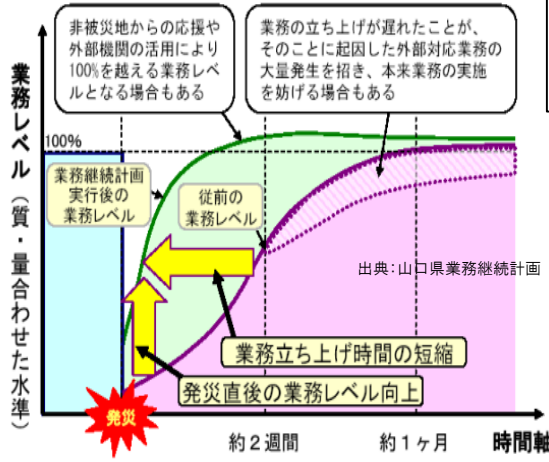 非被災地からの応援や
外部機関の活用により
100%を越える業務レベ
ルとなる場合もある
業務の立ち上げが遅れたことが、
そのことに起因した外部対応業務の
大量発生を招き、本来業務の実施
を妨げる場合もある
業務レベル（質・量合わせた水準）
100%
業務継続計画
実行後の
業務レベル
従前の
業務レベル
出典：山口県業務継続計画
業務立ち上げ時間の短縮
発災直後の業務レベル向上
発災
約２週間
約１ヶ月
時間軸